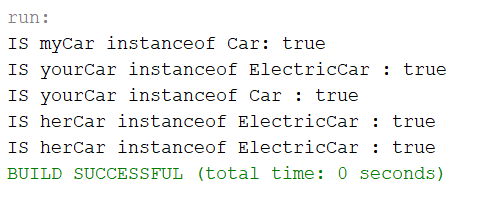 run:
IS myCar instanceof Car: true
IS yourCar instanceof ElectricCar : true
IS yourCar instanceof Car : true
IS herCar instanceof ElectricCar : true
IS herCar instanceof ElectricCar : true
BUILD SUCCESSFUL (total time: 0 seconds)